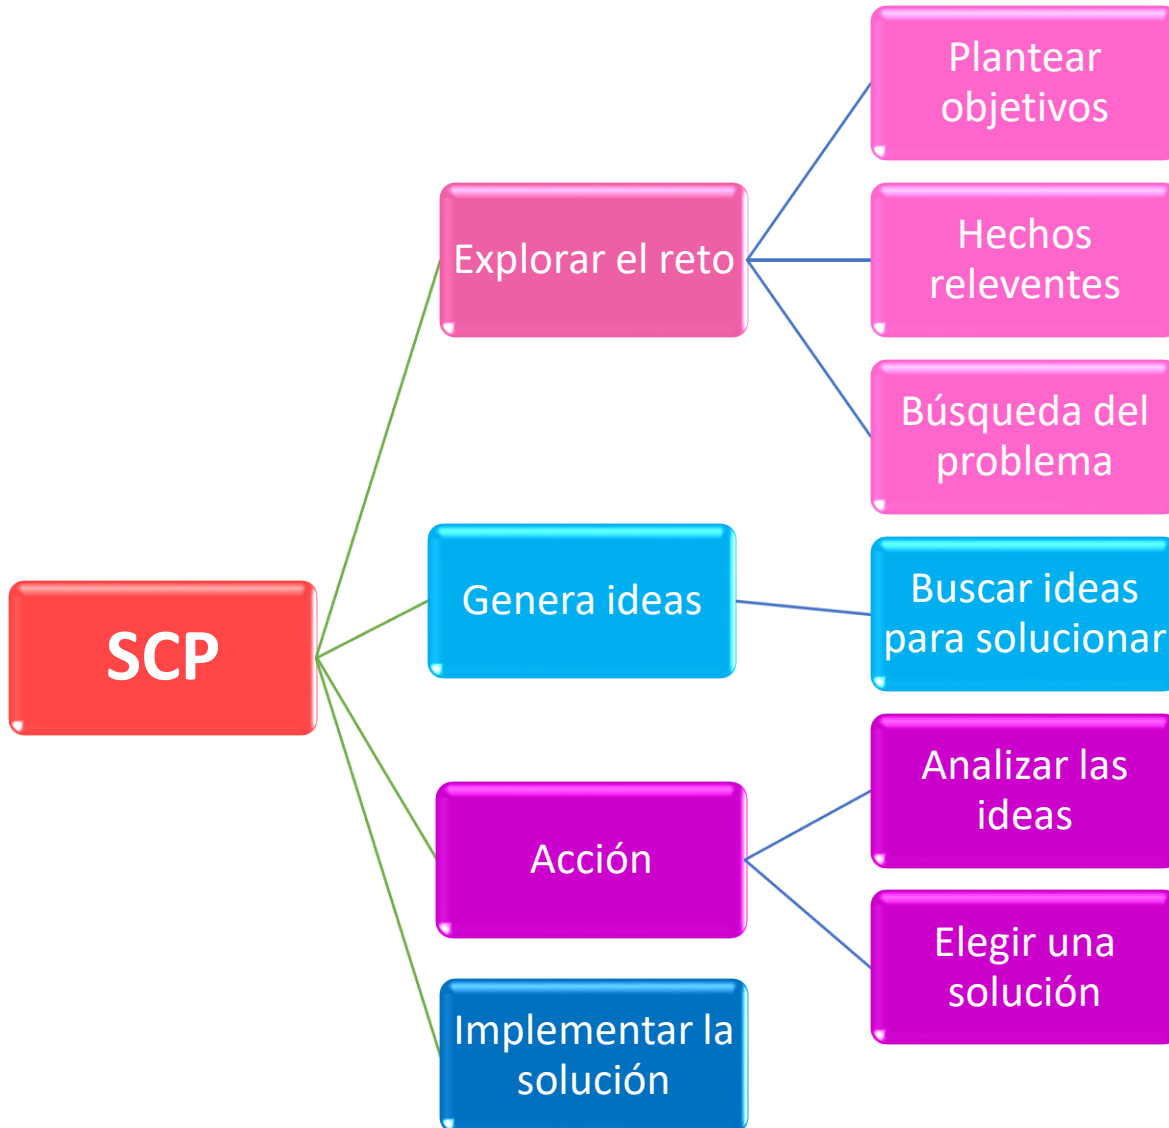 Plantear
objetivos
Explorar el reto
Hechos
releventes
Búsqueda del
problema
Genera ideas
Buscar ideas
para solucionar
SCP
Analizar las
ideas
Acción
Elegir una
solución
Implementar la
solución